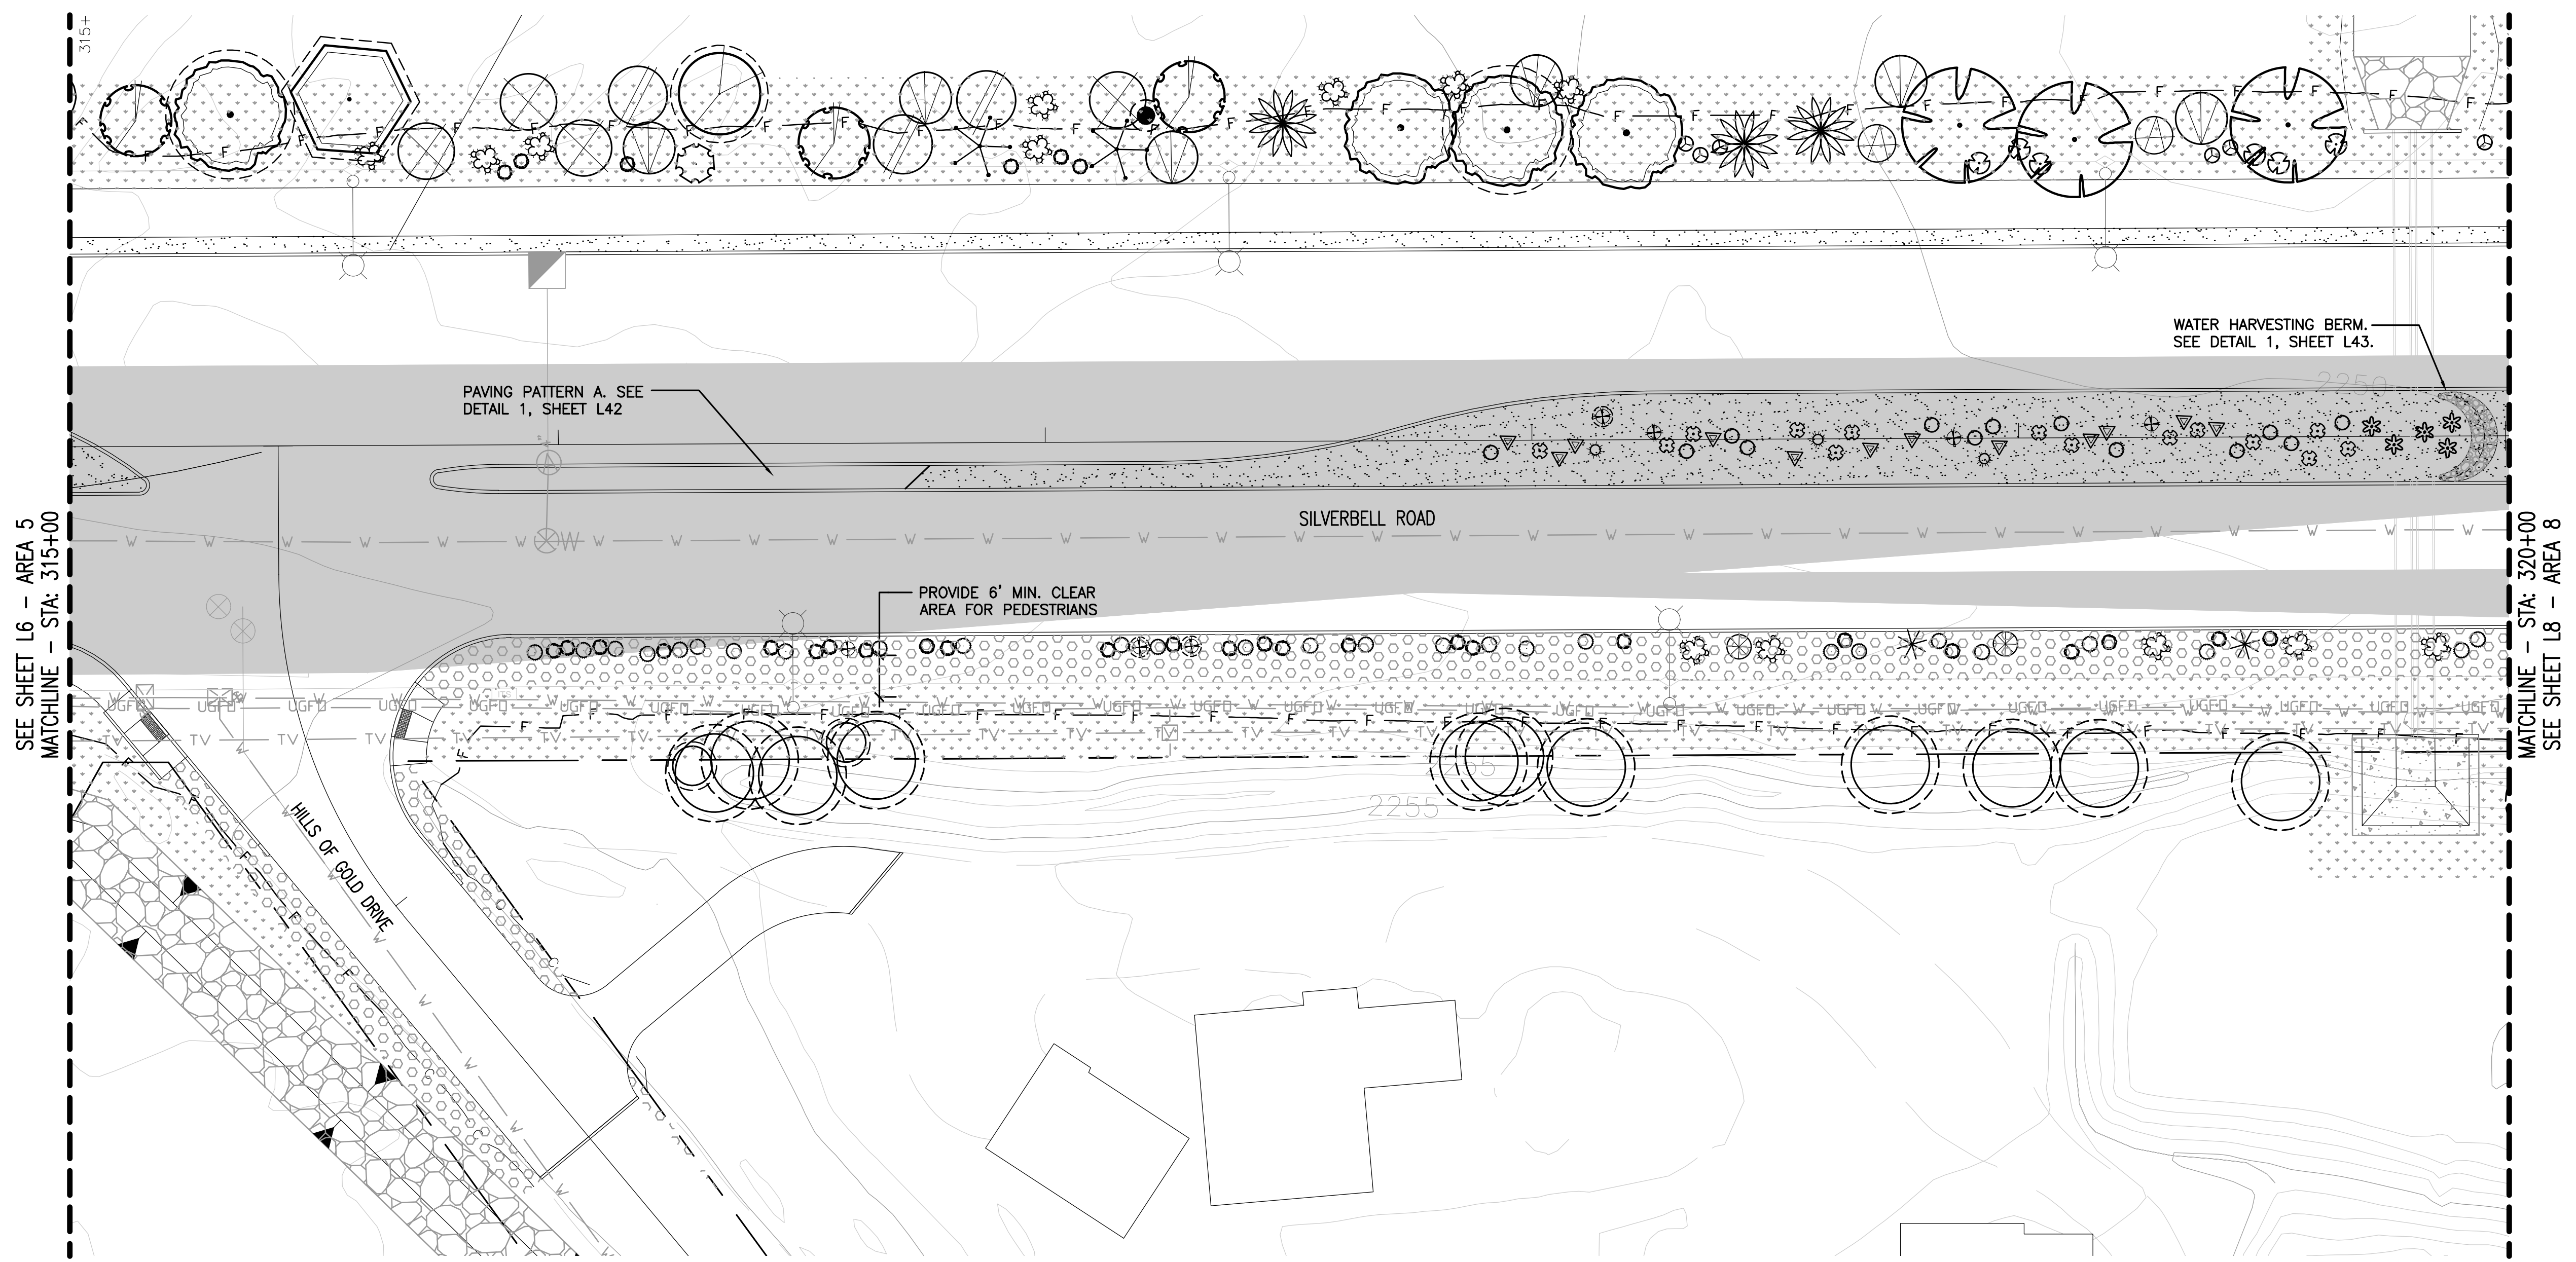 315+
WATER HARVESTING BERM.
SEE DETAIL 1, SHEET L43.
2250
PAVING PATTERN A. SEE
DETAIL 1, SHEET L42
SILVERBELL ROAD
W W W W W W W W W W W W W W W W W W W W W W W W W W W W W W W
SEE SHEET L6 – AREA 5
MATCHLINE – STA: 315+00
MATCHLINE – STA: 320+00
SEE SHEET L8 – AREA 8
PROVIDE 6' MIN. CLEAR
AREA FOR PEDESTRIANS
2255
2255
HILLS OF GOLD DRIVE